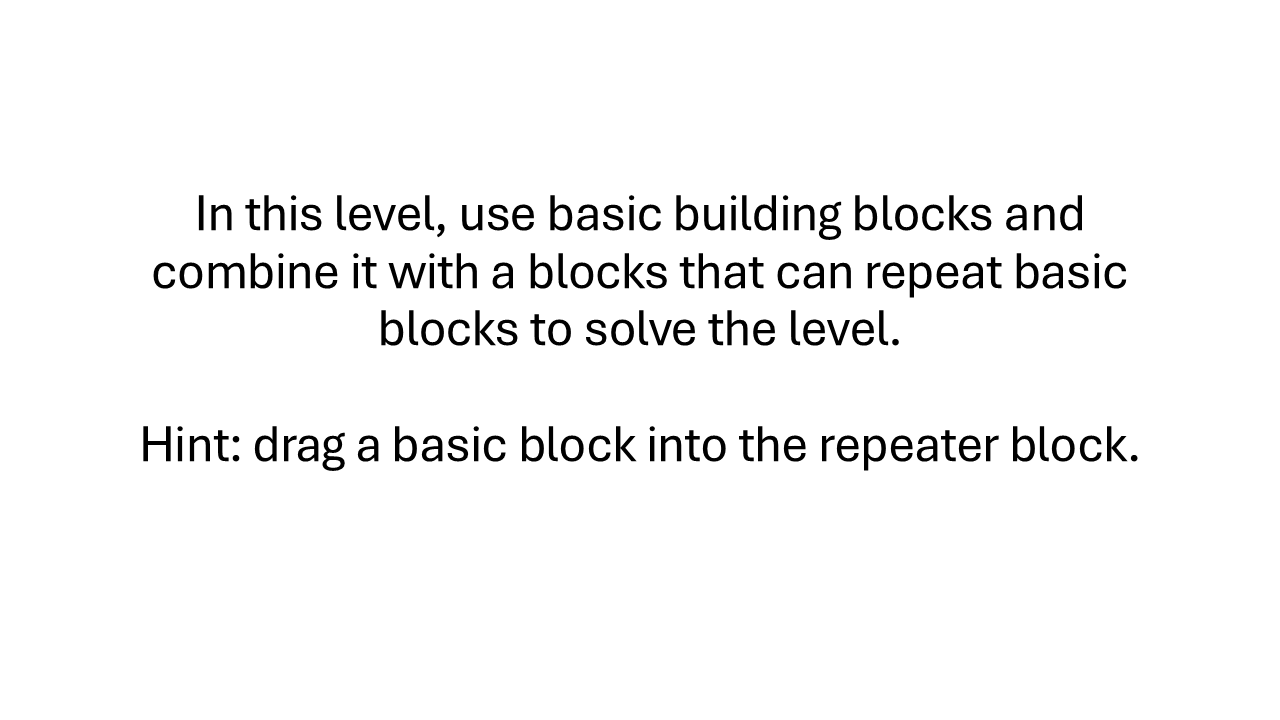 In this level, use basic building blocks and
combine it with a blocks that can repeat basic
blocks to solve the level.
Hint: drag a basic block into the repeater block.